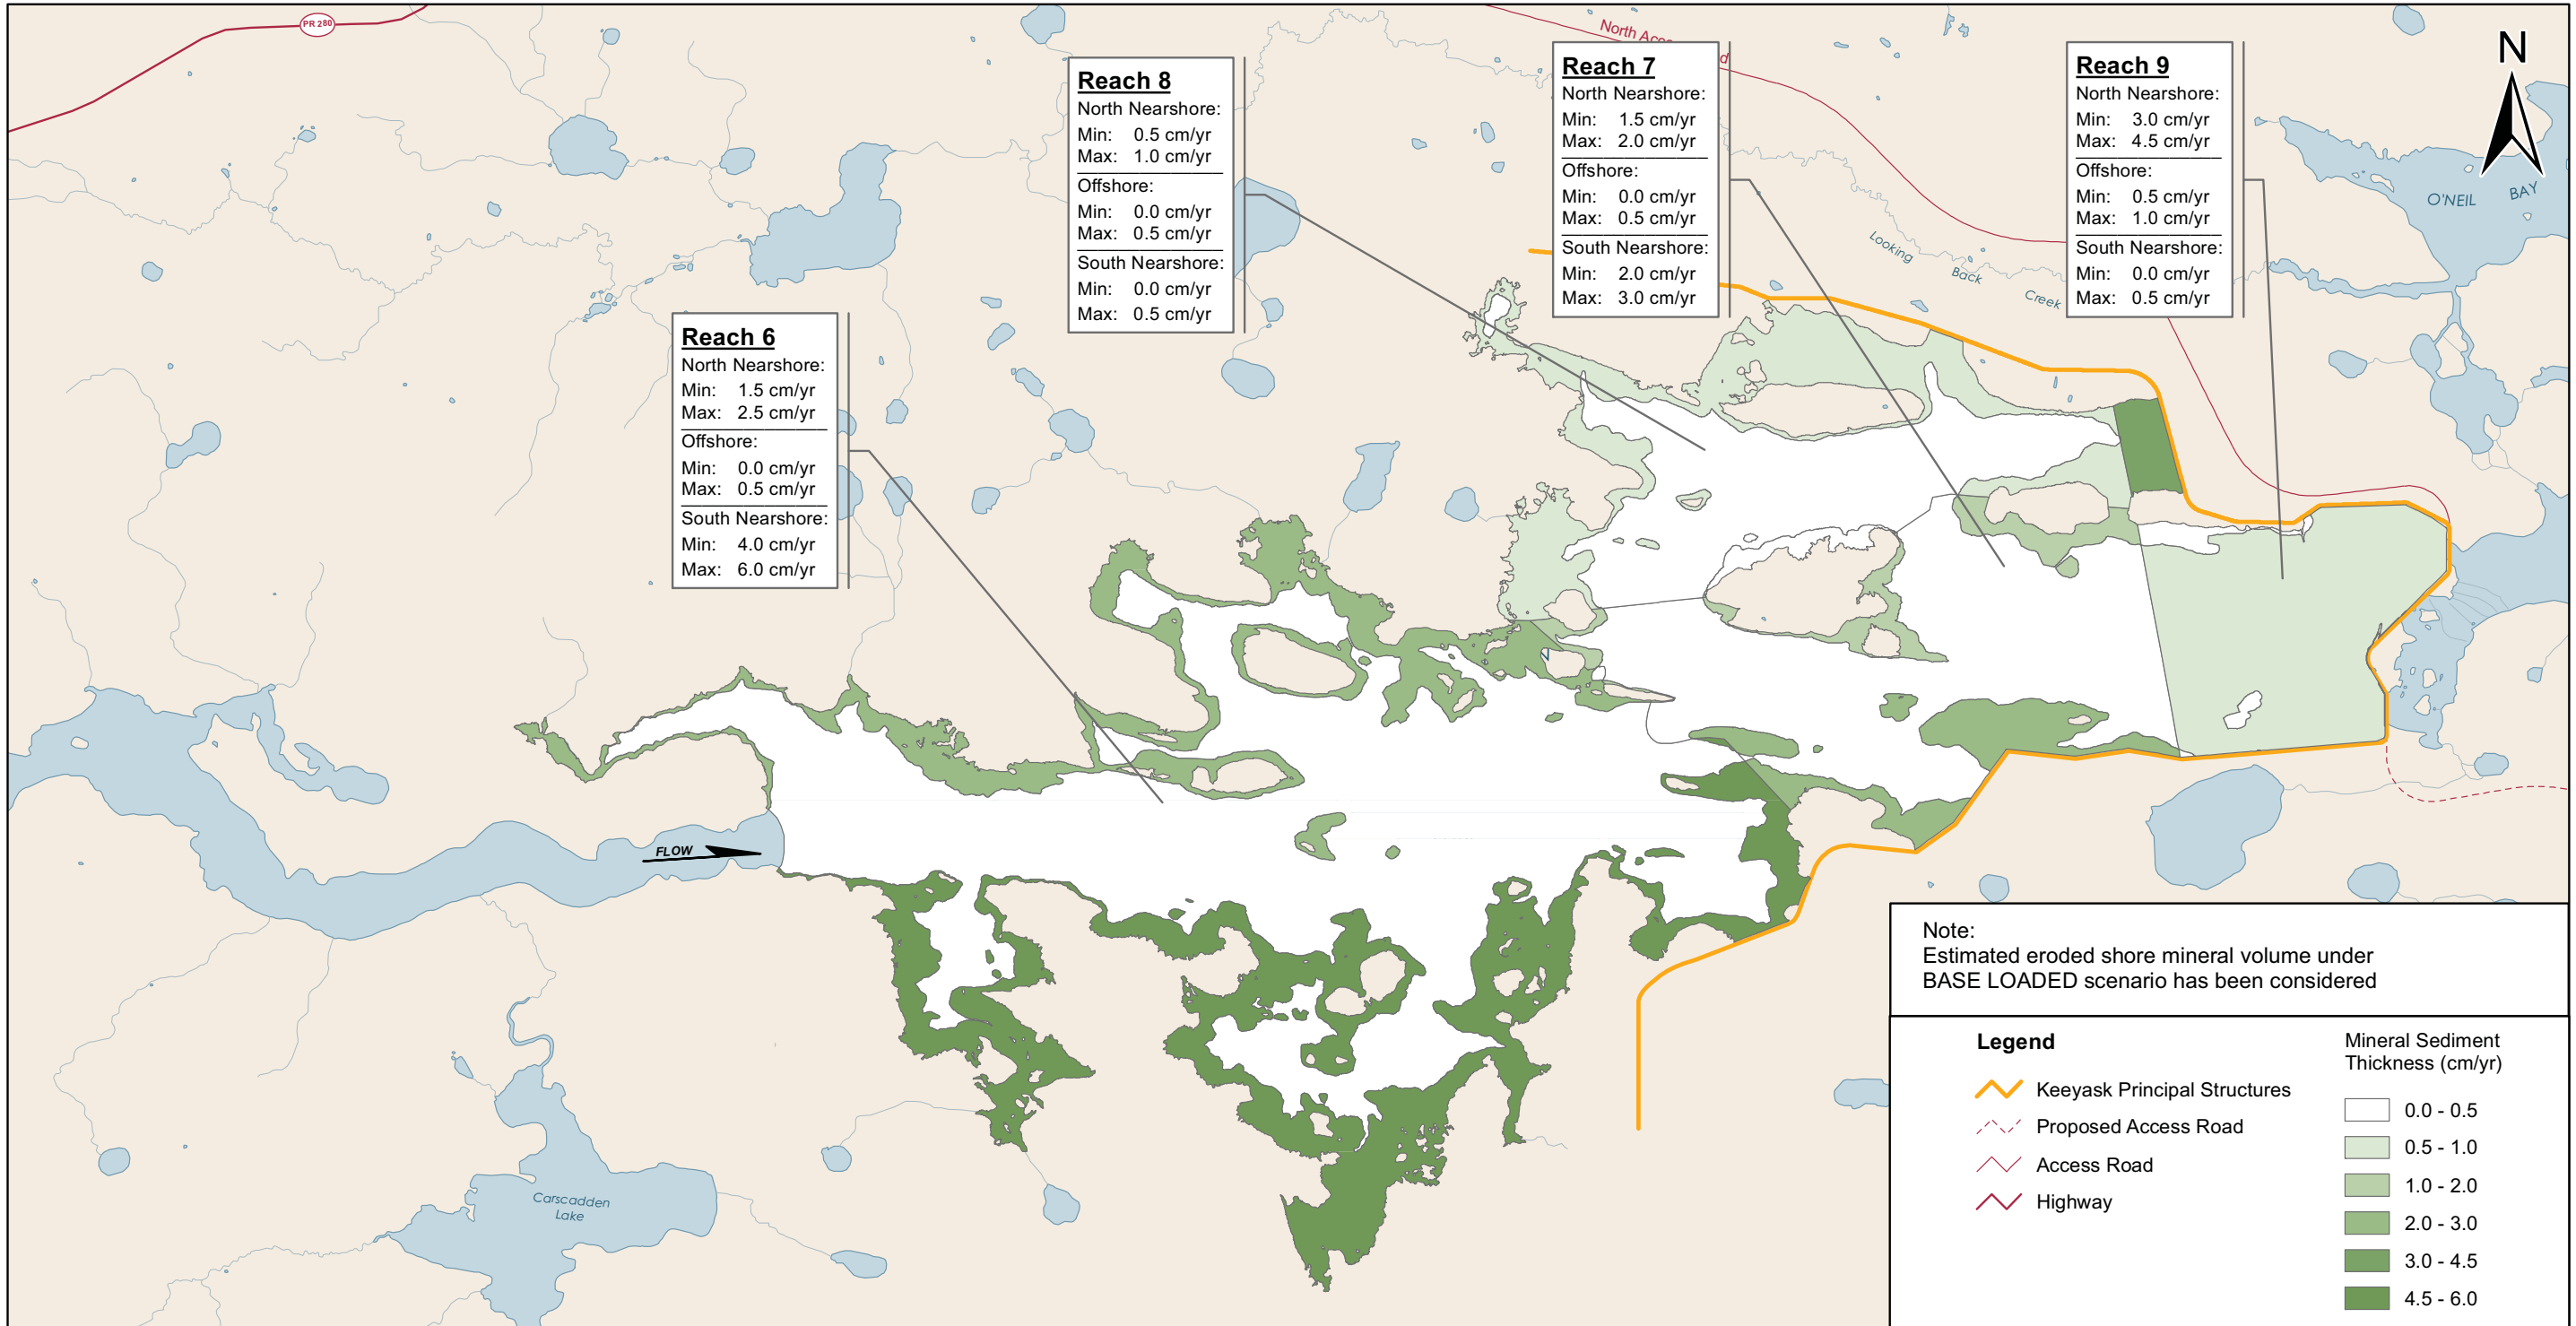 PR 280
North Acc
d
N
Reach 8
North Nearshore:
Min: 0.5 cm/yr
Max: 1.0 cm/yr
Offshore:
Min: 0.0 cm/yr
Max: 0.5 cm/yr
South Nearshore:
Min: 0.0 cm/yr
Max: 0.5 cm/yr
Reach 7
North Nearshore:
Min: 1.5 cm/yr
Max: 2.0 cm/yr
Offshore:
Min: 0.0 cm/yr
Max: 0.5 cm/yr
South Nearshore:
Min: 2.0 cm/yr
Max: 3.0 cm/yr
Reach 9
North Nearshore:
Min: 3.0 cm/yr
Max: 4.5 cm/yr
Offshore:
Min: 0.5 cm/yr
Max: 1.0 cm/yr
South Nearshore:
Min: 0.0 cm/yr
Max: 0.5 cm/yr
O'NEIL BAY
Looking Back Creek
Reach 6
North Nearshore:
Min: 1.5 cm/yr
Max: 2.5 cm/yr
Offshore:
Min: 0.0 cm/yr
Max: 0.5 cm/yr
South Nearshore:
Min: 4.0 cm/yr
Max: 6.0 cm/yr
FLOW
Carscadden
Lake
Note:
Estimated eroded shore mineral volume under
BASE LOADED scenario has been considered
Legend
Keeyask Principal Structures
Proposed Access Road
Access Road
Highway
Mineral Sediment
Thickness (cm/yr)
0.0 - 0.5
0.5 - 1.0
1.0 - 2.0
2.0 - 3.0
3.0 - 4.5
4.5 - 6.0